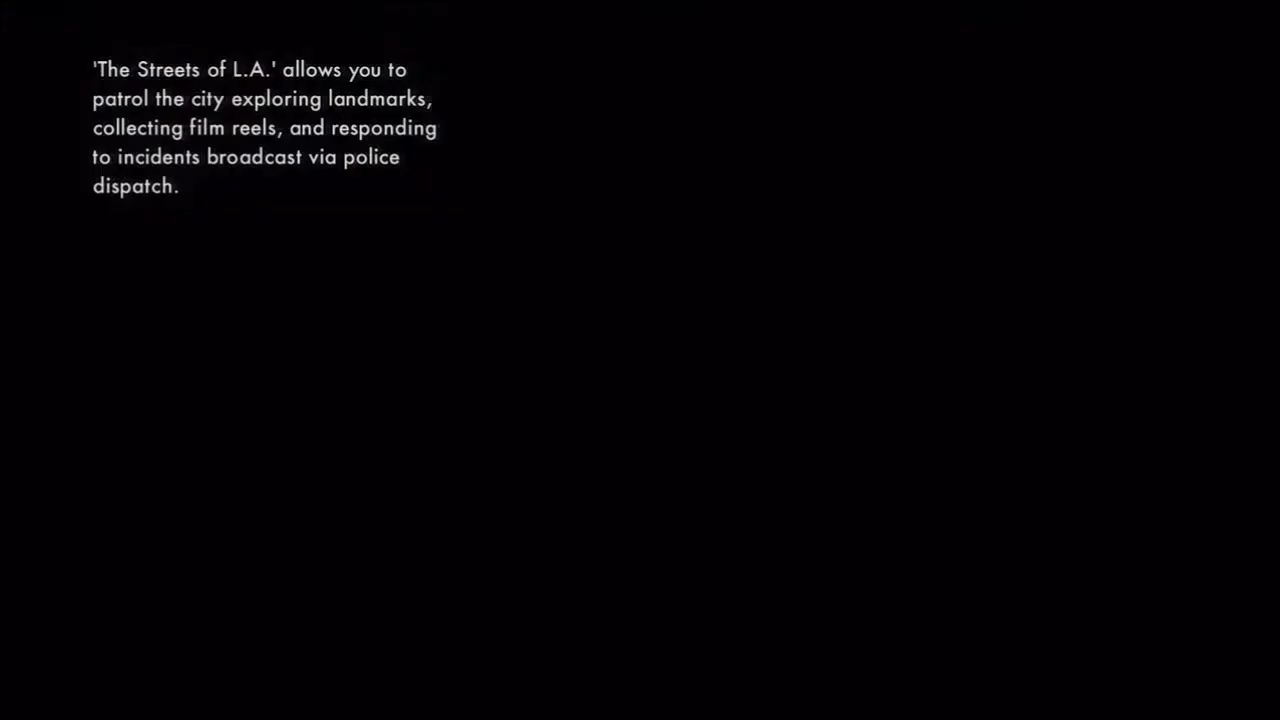 'The Streets of L.A.' allows you to
patrol the city exploring landmarks,
collecting film reels, and responding
to incidents broadcast via police
dispatch.